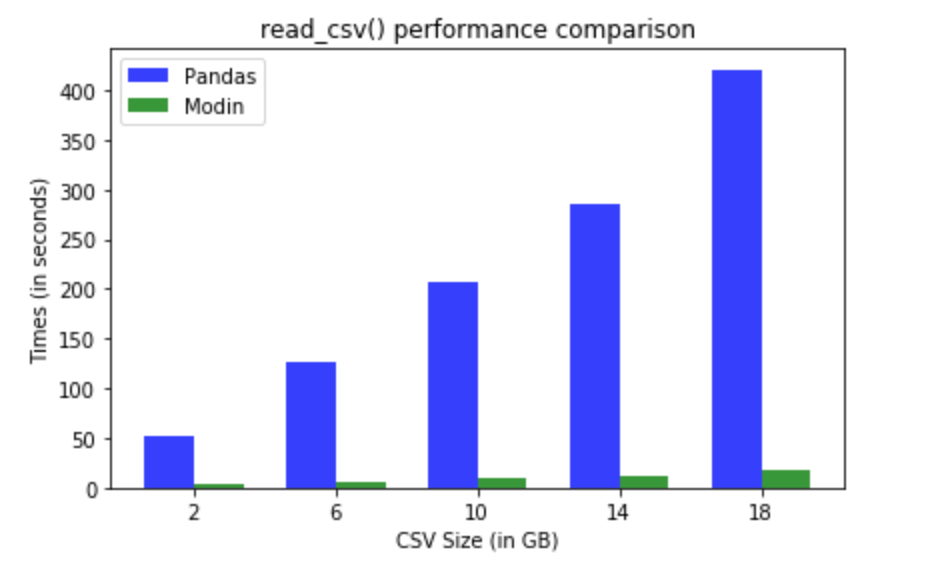 read_csv() performance comparison
Pandas
Modin
400
350
300
250
200
150
100
50
0
Times (in seconds)
2 6 10 14 18
CSV Size (in GB)